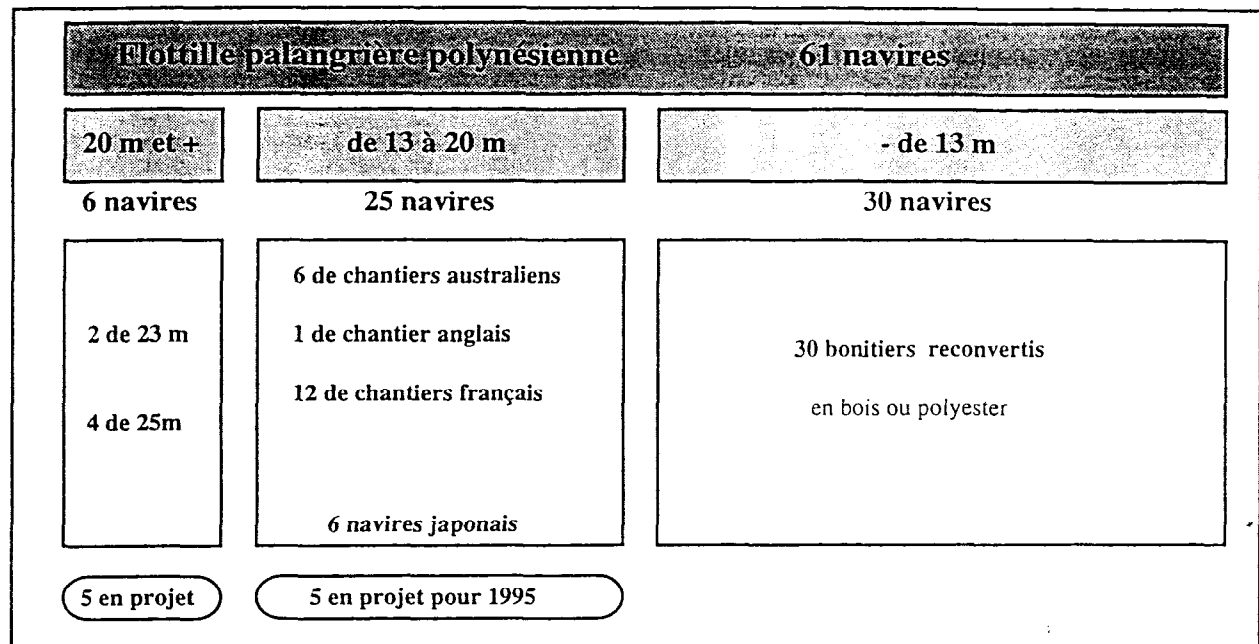 Flottille palangrière polynésienne 61 navires
20 m et +
6 navires
2 de 23 m
4 de 25m
5 en projet
de 13 à 20 m
25 navires
6 de chantiers australiens
1 de chantier anglais
12 de chantiers français
6 navires japonais
5 en projet pour 1995
- de 13 m
30 navires
30 bonitiers reconvertis
en bois ou polyester